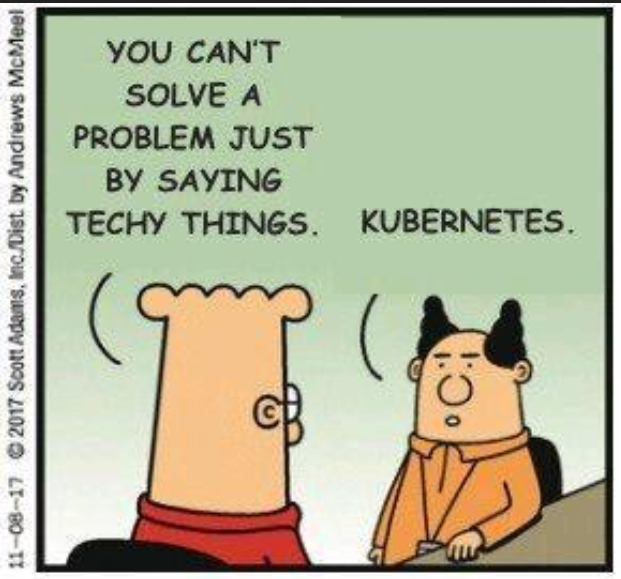 YOU CAN'T
SOLVE A
PROBLEM JUST
BY SAYING
TECHY THINGS.
KUBERNETES.
11-08-17 © 2017 Scott Adams, Inc./Dist. by Andrews McMeel